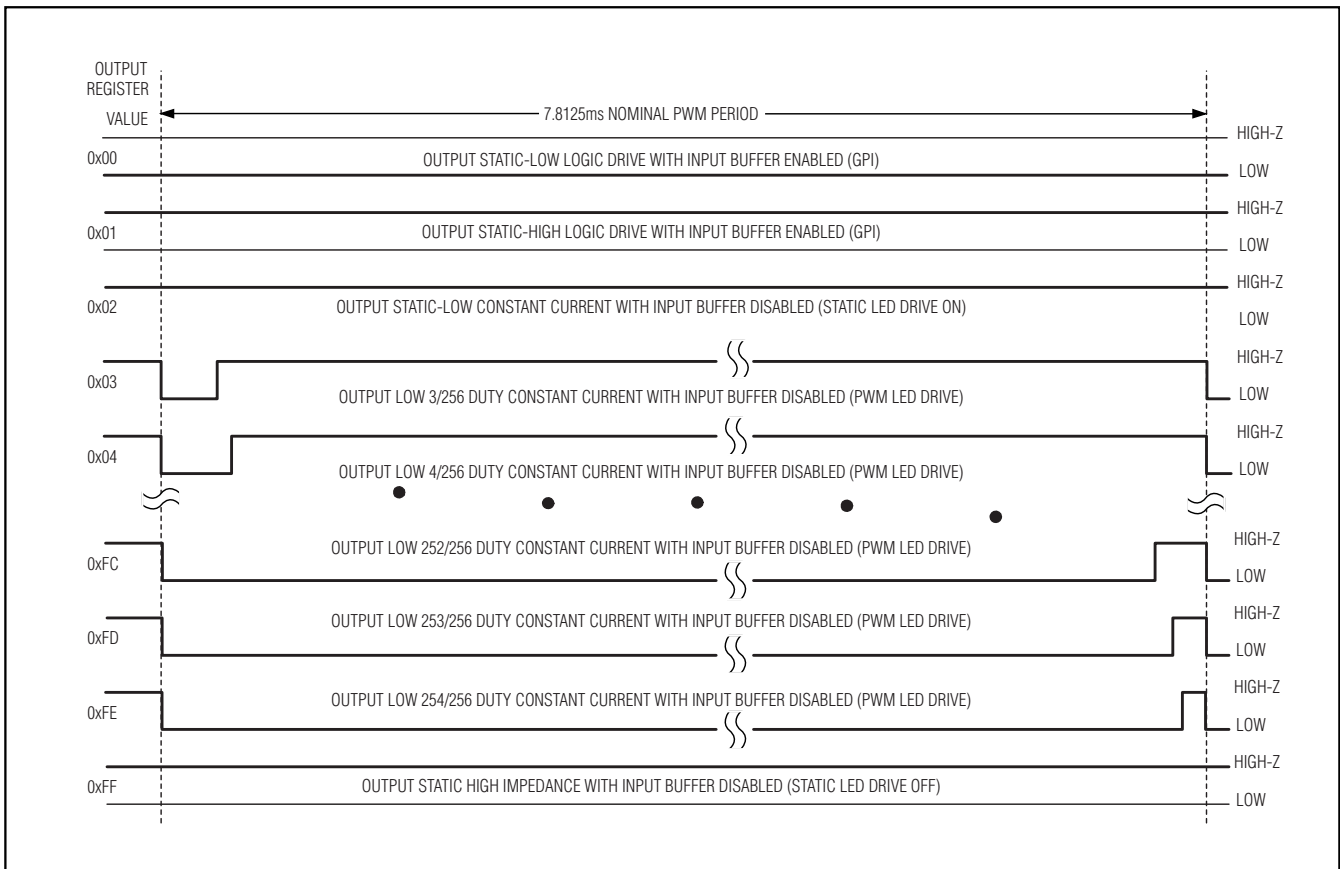 OUTPUT
REGISTER
VALUE
7.8125ms NOMINAL PWM PERIOD
HIGH-Z
0x00
OUTPUT STATIC-LOW LOGIC DRIVE WITH INPUT BUFFER ENABLED (GPI)
LOW
HIGH-Z
0x01
OUTPUT STATIC-HIGH LOGIC DRIVE WITH INPUT BUFFER ENABLED (GPI)
LOW
HIGH-Z
0x02
OUTPUT STATIC-LOW CONSTANT CURRENT WITH INPUT BUFFER DISABLED (STATIC LED DRIVE ON)
LOW
HIGH-Z
0x03
OUTPUT LOW 3/256 DUTY CONSTANT CURRENT WITH INPUT BUFFER DISABLED (PWM LED DRIVE)
LOW
HIGH-Z
0x04
OUTPUT LOW 4/256 DUTY CONSTANT CURRENT WITH INPUT BUFFER DISABLED (PWM LED DRIVE)
LOW
HIGH-Z
0xFC
OUTPUT LOW 252/256 DUTY CONSTANT CURRENT WITH INPUT BUFFER DISABLED (PWM LED DRIVE)
LOW
HIGH-Z
0xFD
OUTPUT LOW 253/256 DUTY CONSTANT CURRENT WITH INPUT BUFFER DISABLED (PWM LED DRIVE)
LOW
HIGH-Z
0xFE
OUTPUT LOW 254/256 DUTY CONSTANT CURRENT WITH INPUT BUFFER DISABLED (PWM LED DRIVE)
LOW
HIGH-Z
0xFF
OUTPUT STATIC HIGH IMPEDANCE WITH INPUT BUFFER DISABLED (STATIC LED DRIVE OFF)
LOW